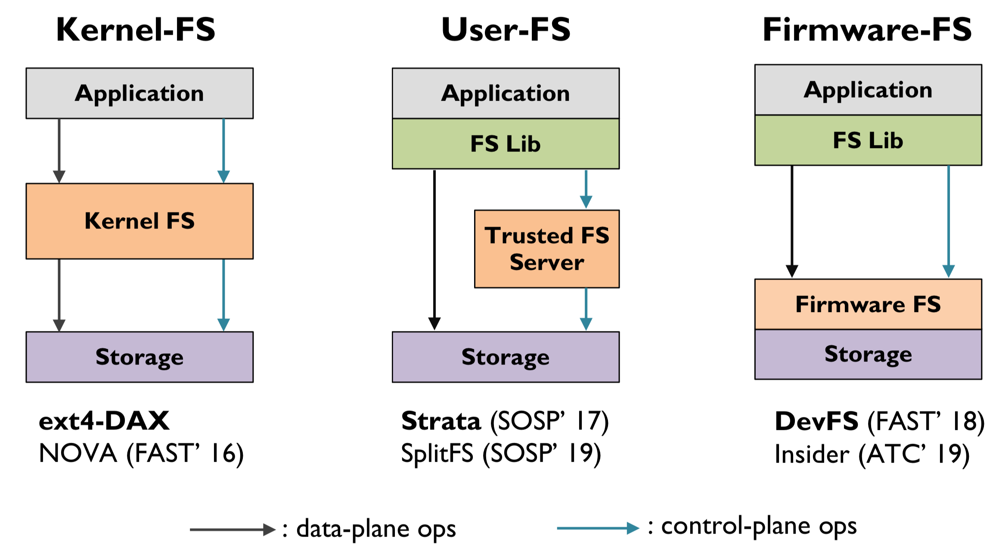 Kernel-FS
Application
Kernel FS
Storage
ext4-DAX
NOVA (FAST’ 16)
User-FS
Application
FS Lib
Trusted FS
Server
Storage
Strata (SOSP’ 17)
SplitFS (SOSP’ 19)
Firmware-FS
Application
FS Lib
Firmware FS
Storage
DevFS (FAST’ 18)
Insider (ATC’ 19)
: data-plane ops
: control-plane ops